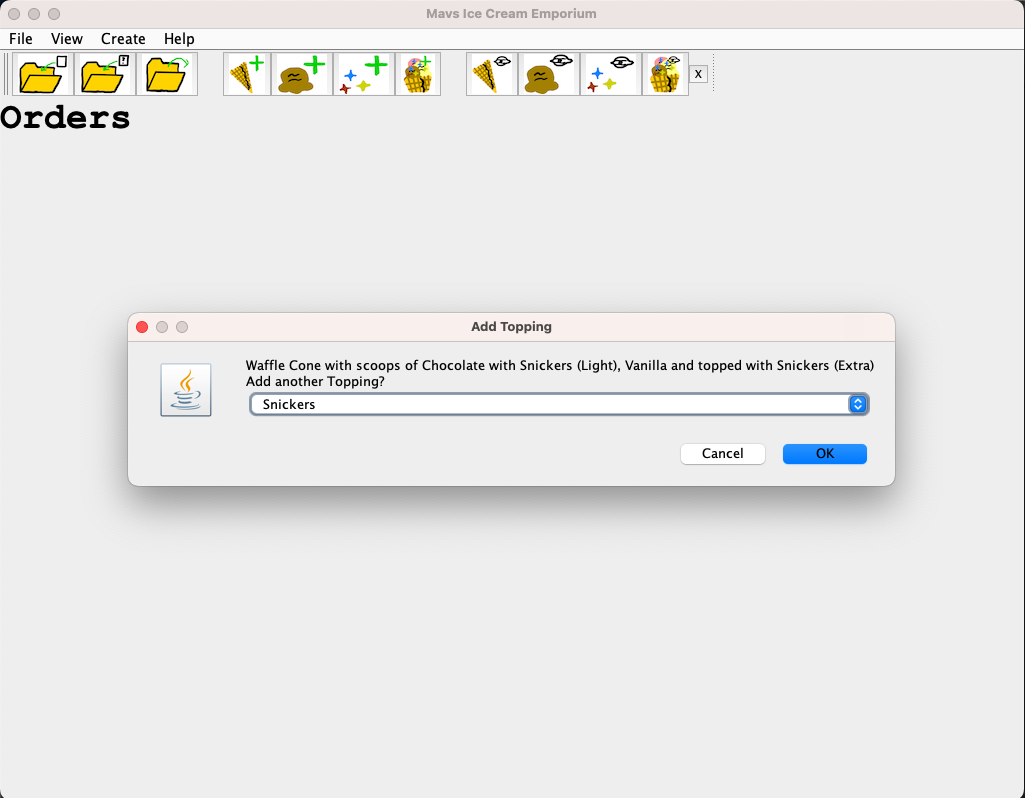 Mavs Ice Cream Emporium
File View Create Help
X
Orders
Add Topping
Waffle Cone with scoops of Chocolate with Snickers (Light), Vanilla and topped with Snickers (Extra)
Add another Topping?
Snickers
Cancel OK